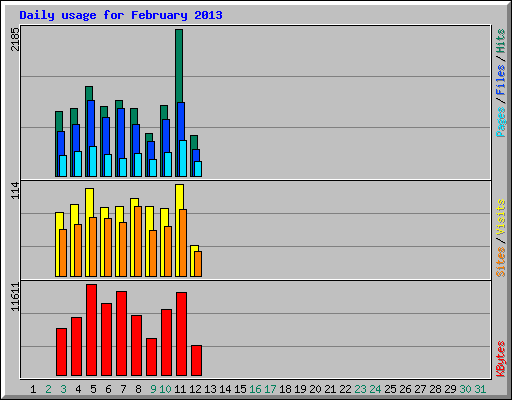 Daily usage for February 2013
2185
114
11611
Pages / Files / Hits
Sites / Visits
KBytes
1 2 3 4 5 6 7 8 9 10 11 12 13 14 15 16 17 18 19 20 21 22 23 24 25 26 27 28 29 30 31